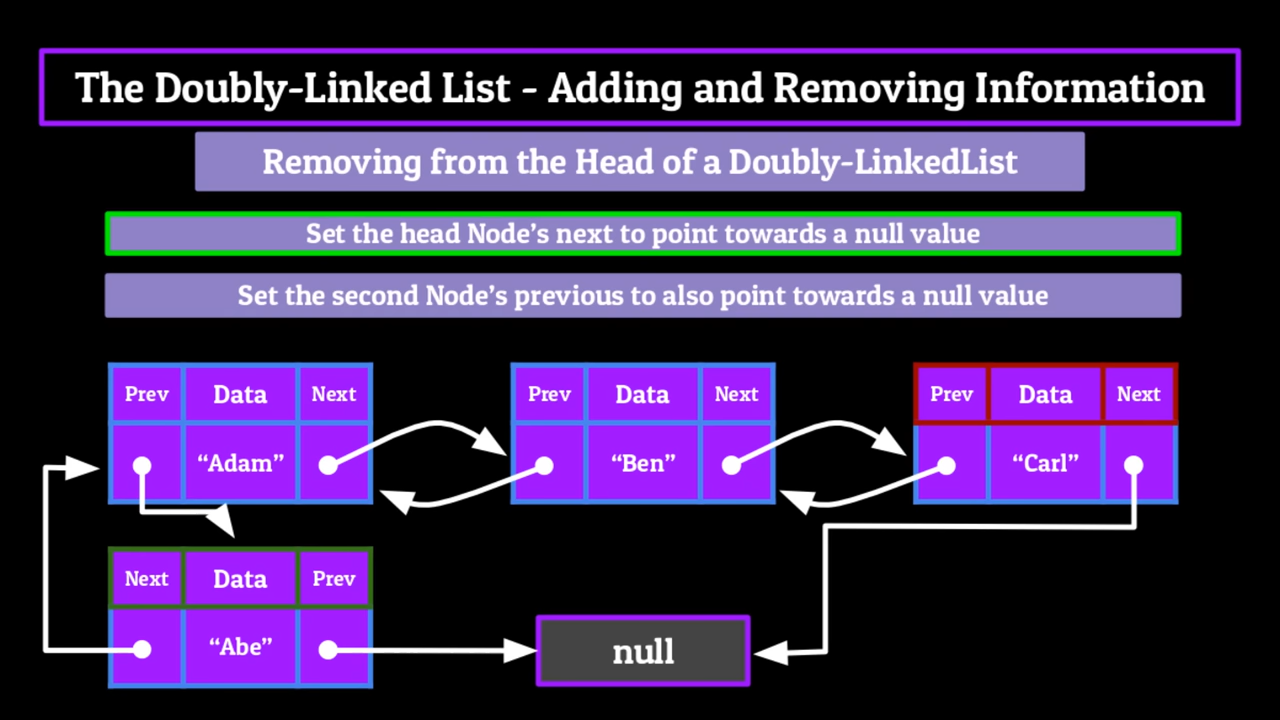 The Doubly-Linked List - Adding and Removing Information
Removing from the Head of a Doubly-LinkedList
Set the head Node’s next to point towards a null value
Set the second Node’s previous to also point towards a null value
Prev Data Next Prev Data Next Prev Data Next
“Adam” “Ben” “Carl”
Next Data Prev
“Abe” null